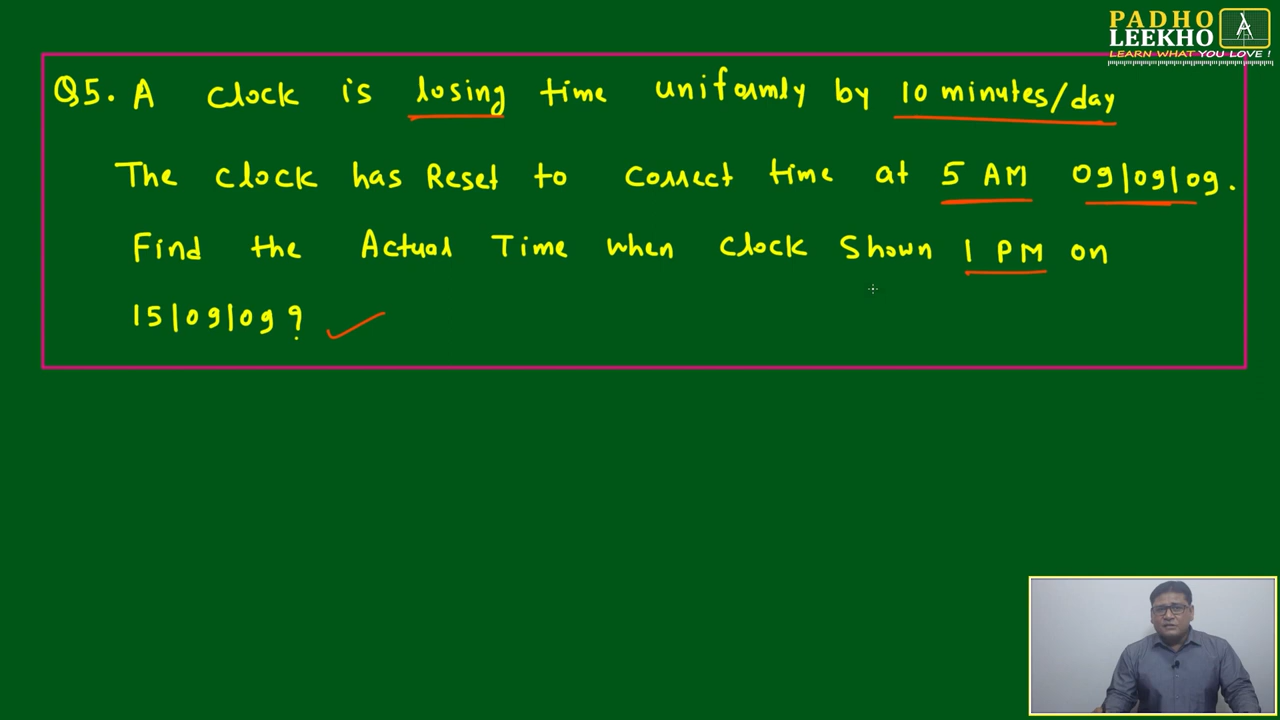 PADHO
LEEKHO
LEARN WHAT YOU LOVE !
Q5. A clock is losing time uniformly by 10 minutes/day
The clock has Reset to correct time at 5 AM 09/09/09.
Find the Actual Time when clock shown 1 PM on
15/09/09?